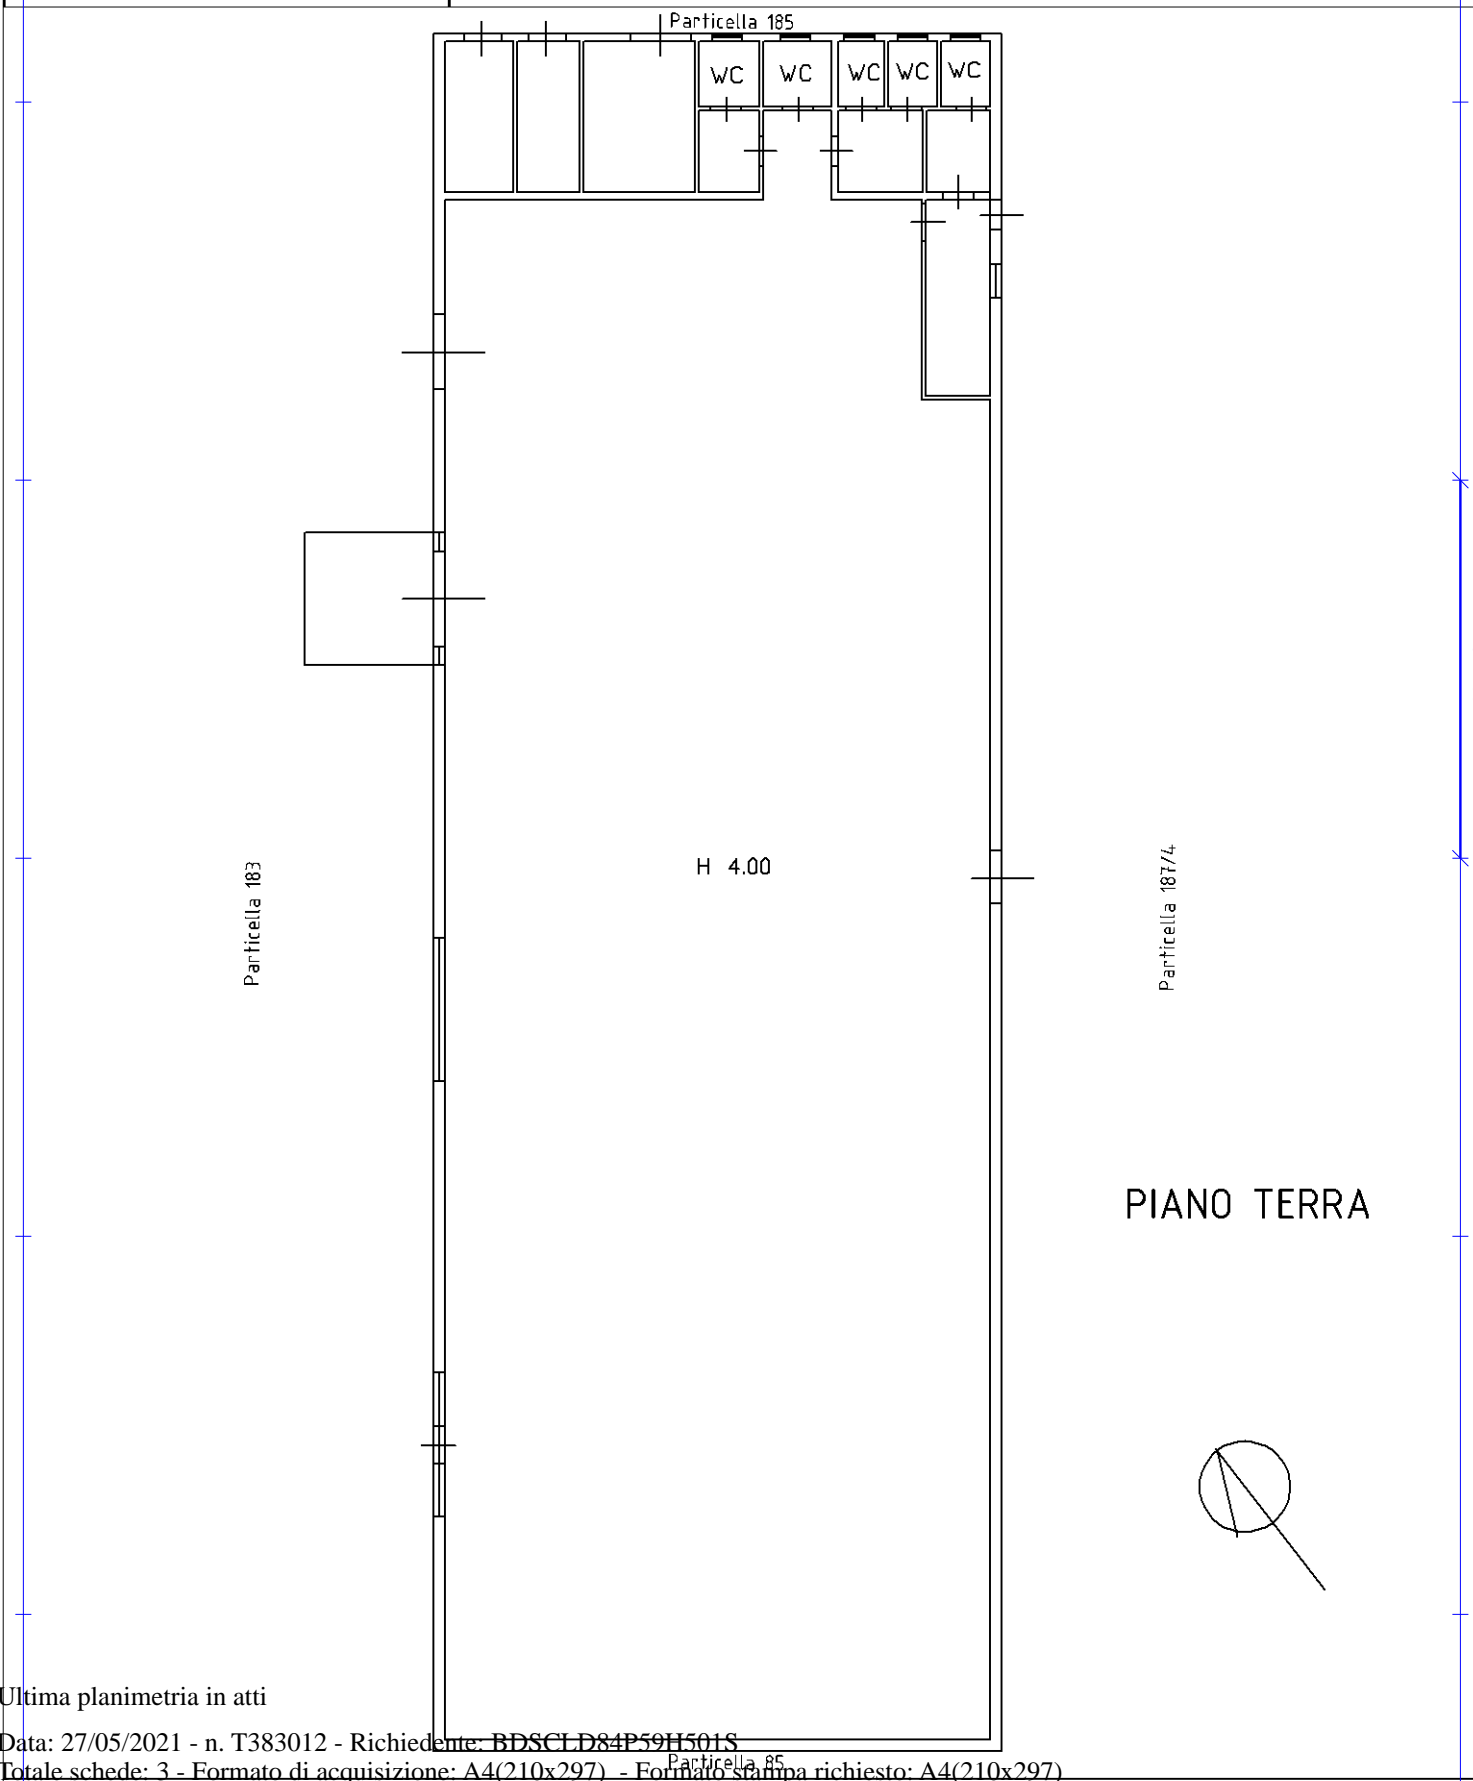 Particella 185
WC WC WC WC WC
H 4.00
Particella 183
Particella 187/4
PIANO TERRA
Ultima planimetria in atti
Data: 27/05/2021 - n. T383012 - Richiedente: BDSCLD84P59H501S
Particella 85
Totale schede: 3 - Formato di acquisizione: A4(210x297) - Formato stampa richiesto: A4(210x297)